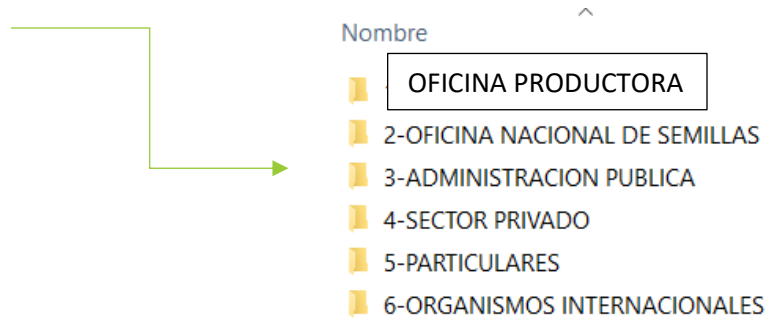 Nombre
OFICINA PRODUCTORA
2-OFICINA NACIONAL DE SEMILLAS
3-ADMINISTRACION PUBLICA
4-SECTOR PRIVADO
5-PARTICULARES
6-ORGANISMOS INTERNACIONALES